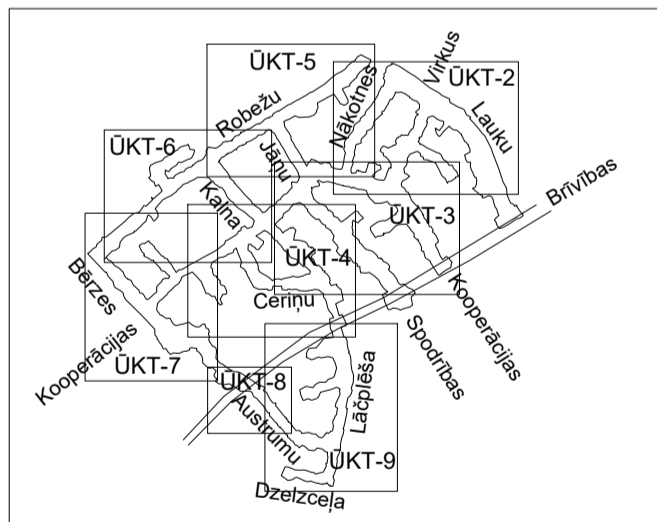 ŪKT-5
Virkus
ŪKT-2
Nākotnes
Robežu
Lauku
ŪKT-6
Jāņu
Brīvības
Kalna
ŪKT-3
ŪKT-4
Bērzes
Ceriņu
Kooperācijas
Spodrības
Kooperācijas
ŪKT-7
ŪKT-8
Lāčplēša
Austrumu
ŪKT-9
Dzelzceļa